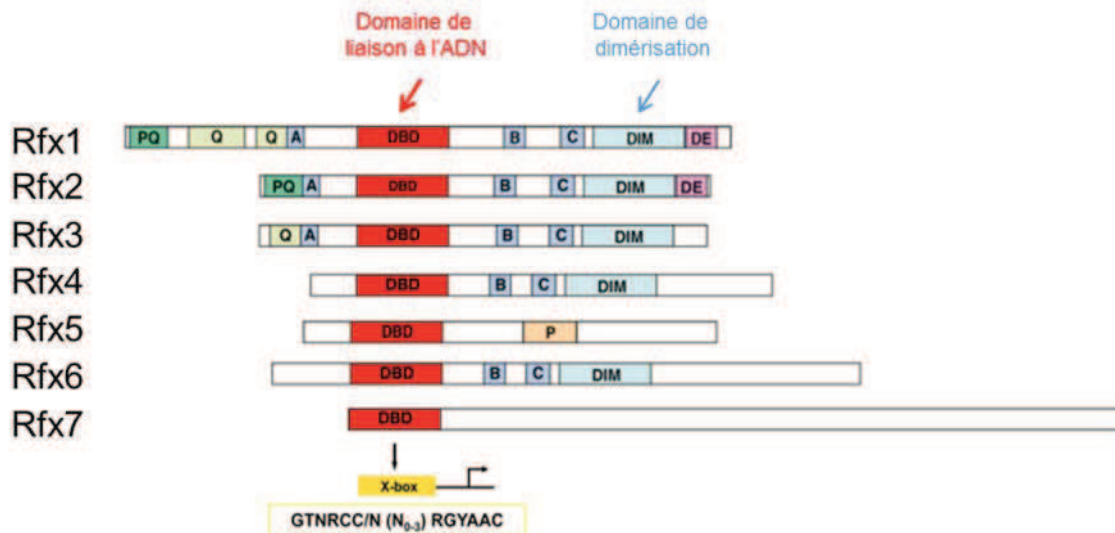 Domaine de
liaison à l'ADN
Domaine de
dimérisation
Rfx1 PQ Q Q A DBD B C DIM DE
Rfx2 PQ A DBD B C DIM DE
Rfx3 Q A DBD B C DIM
Rfx4 DBD B C DIM
Rfx5 DBD P
Rfx6 DBD B C DIM
Rfx7 DBD
X-box
GTNRCC/N (N0-3) RGYAAC